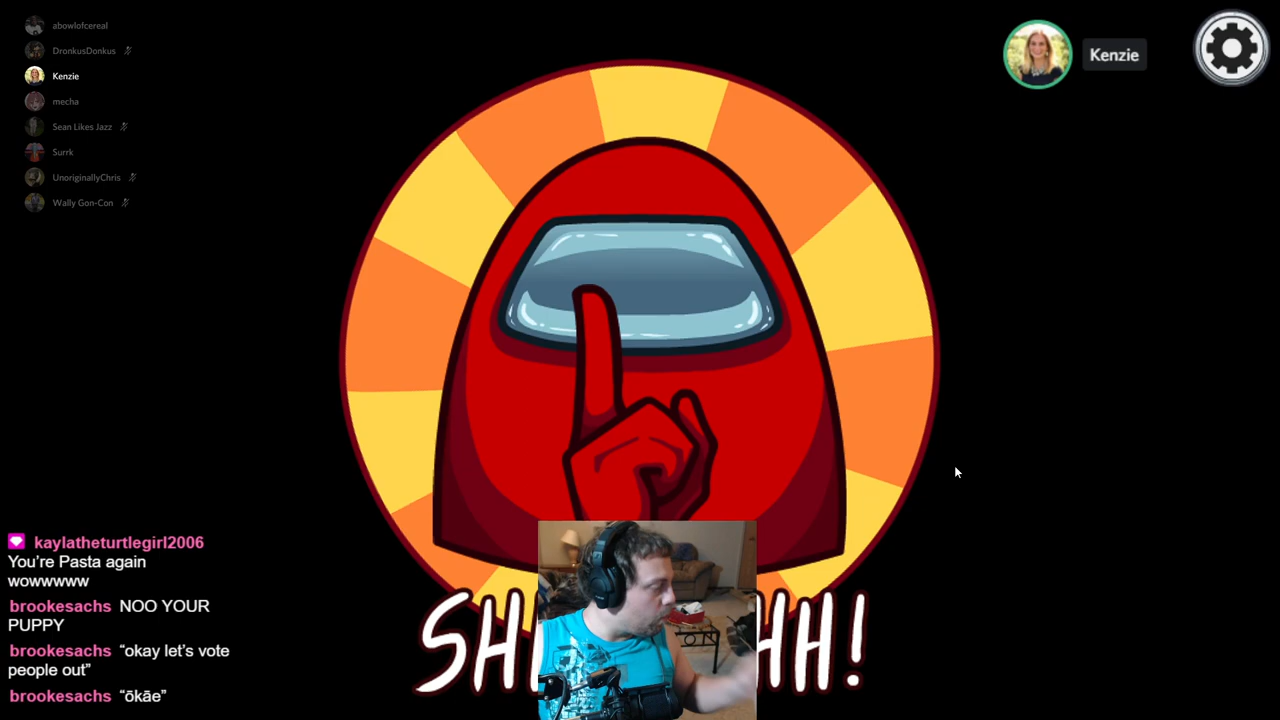 abowlofcereal
DronkusDonkus
Kenzie
mecha
Sean Likes Jazz
Surrk
UnoriginallyChris
Wally Gon-Con
Kenzie
kaylatheturtlegirl2006
You're Pasta again
wowwwww
brookesachs NOO YOUR
PUPPY
brookesachs “okay let's vote
people out”
brookesachs “ōkāe”